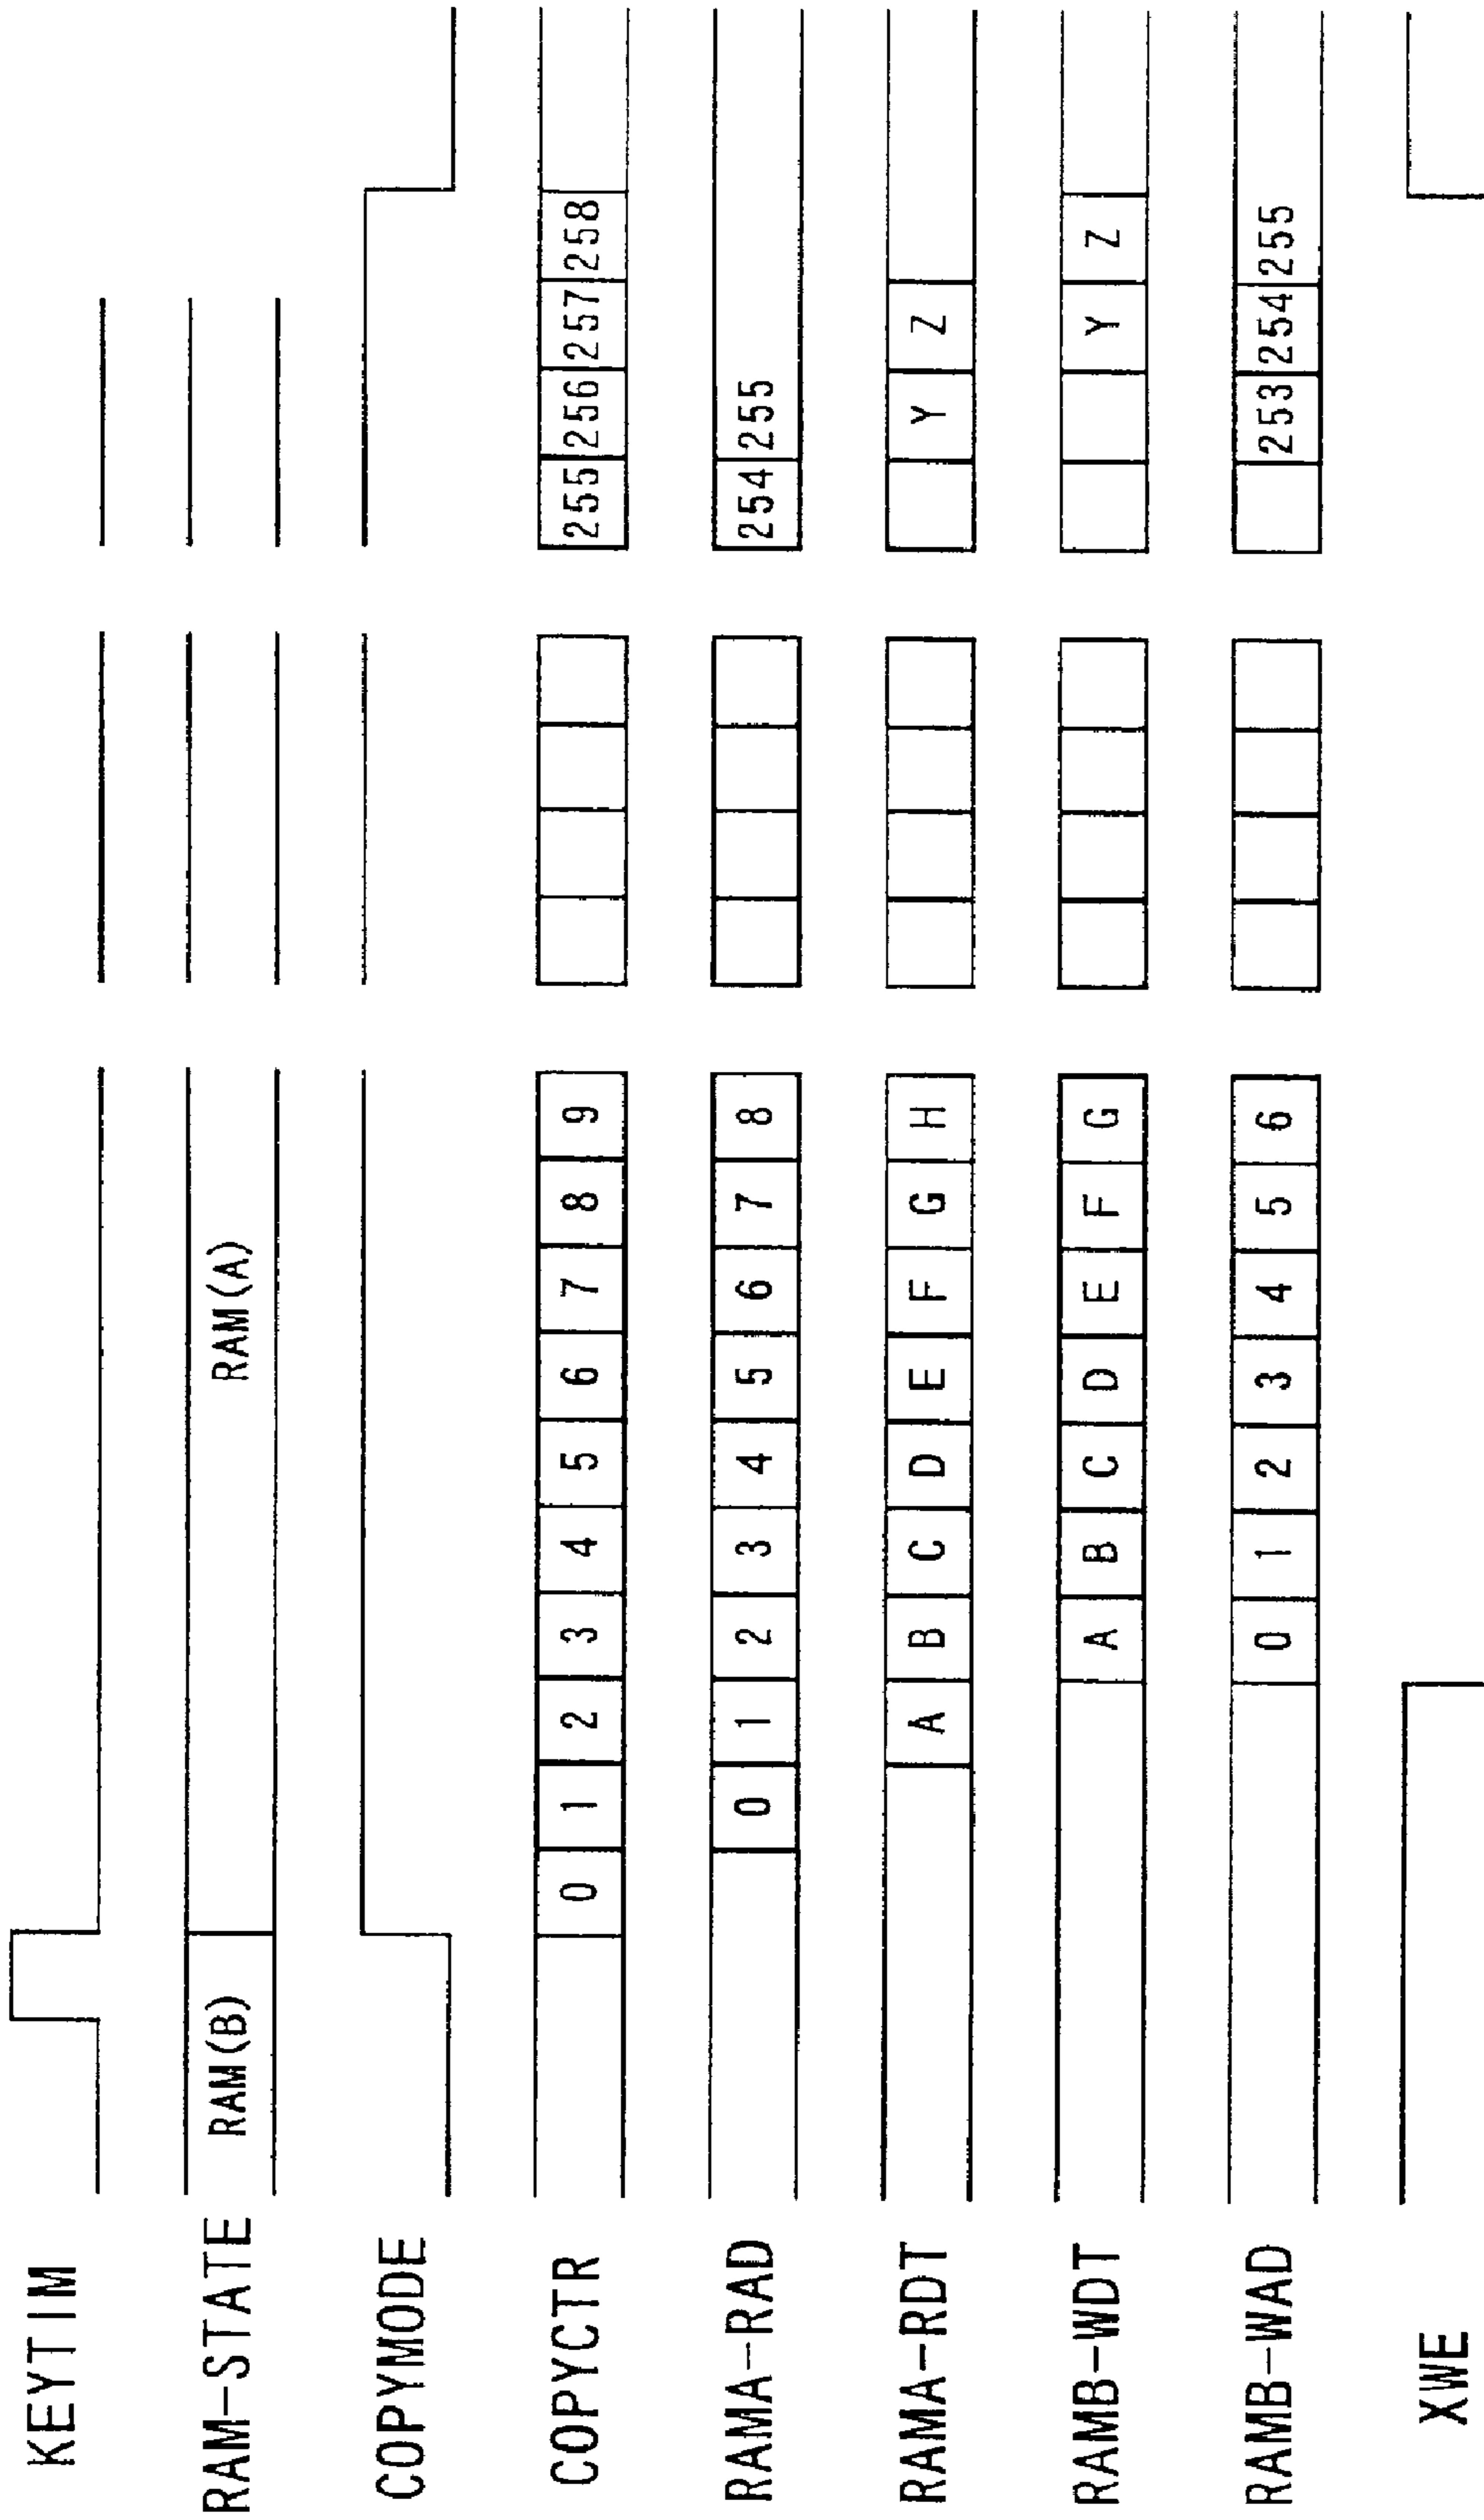 KEYTIM
RAM-STATE RAM(B) RAM(A)
COPYMODE
COPYCTR 0 1 2 3 4 5 6 7 8 9 255 256 257 258
RAMA-RAD 0 1 2 3 4 5 6 7 8 254 255
RAMA-RDT A B C D E F G H Y Z
RAMB-WDT A B C D E F G Y Z
RAMB-WAD 0 1 2 3 4 5 6 253 254 255
XWE